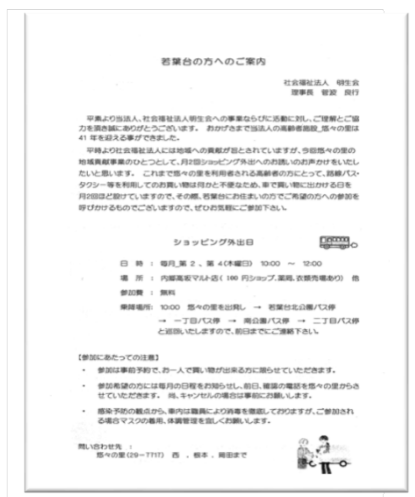 若葉台の方へのご案内
社会福祉法人 明生会
理事長 菅波 良行
平素より当法人、社会福祉法人明生会への事業ならびに活動に対し、ご理解とご協
力を頂き誠にありがとうございます。 おかげさまで当法人の高齢者施設_悠々の里は
41 年を迎える事ができました。
平時より社会福祉法人には地域への貢献が旨とされていますが、今回悠々の里の
地域貢献事業のひとつとして、月2回ショッピング外出へのお誘いのお声かけをいたし
たいと思います。 これまで悠々の里を利用される高齢者の方にとって、路線バス・
タクシー等を利用してのお買い物は何かと不便なため、車で買い物に出かける日を
月2回ほど設けていますので、その際、若葉台にお住まいの方でご希望の方への参加を
呼びかけるものでございますので、ぜひお気軽にご参加下さい。
ショッピング外出日
日 時 : 毎月_第 2 、第 4(木曜日) 10:00 ～ 12:00
場 所 : 内郷高坂マルト店( 100 円ショップ、薬局、衣類売場あり) 他
参加費 : 無料
乗降場所: 10:00 悠々の里を出発し → 若葉台北公園バス停
→ 一丁目バス停 → 南公園バス停 → 二丁目バス停
と巡回いたしますので、前日までにご連絡下さい。
【参加にあたっての注意】
・ 参加は事前予約で、お一人で買い物が出来る方に限らせていただきます。
・ 参加希望の方には毎月の日程をお知らせし、前日、確認の電話を悠々の里からさ
せていただきます。 尚、キャンセルの場合は事前にお願いします。
・ 感染予防の観点から、車内は職員により消毒を徹底しておりますが、ご参加され
る場合マスクの着用、体調管理を宜しくお願いします。
問い合わせ先 :
悠々の里(29-7717) 西 、根本 、岡田まで